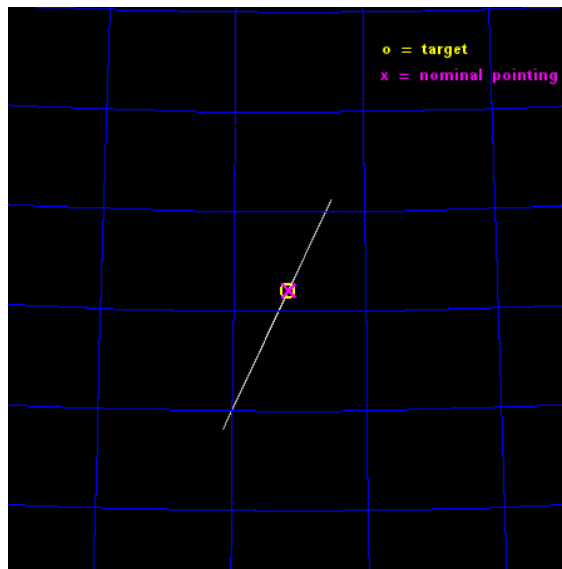 o = target
x = nominal pointing